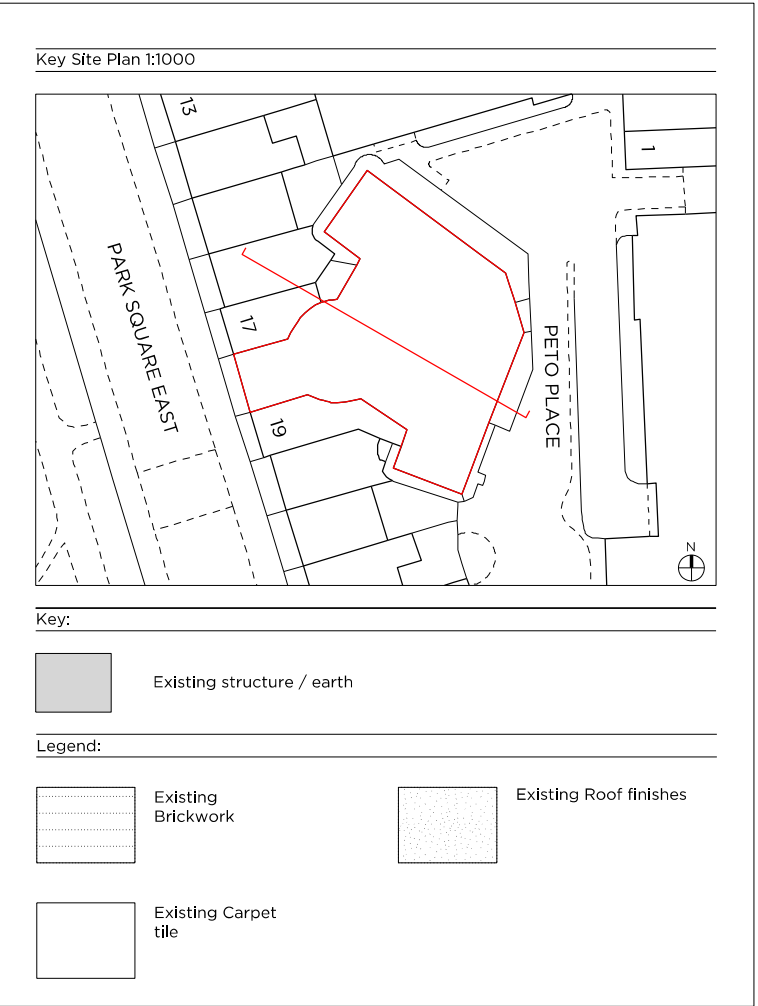 Key Site Plan 1:1000
13
1
PARK SQUARE EAST
17
PETO PLACE
19
N
Key:
Existing structure / earth
Legend:
Existing
Brickwork
Existing Roof finishes
Existing Carpet
tile